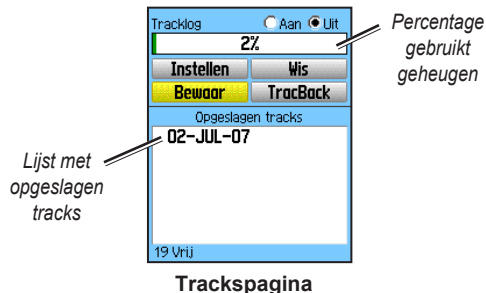 Tracklog Aan Uit
2%
Instellen Wis
Bewaar TracBack
Opgeslagen tracks
02-JUL-07
19 Vrij
Percentage
gebruikt
geheugen
Lijst met
opgeslagen
tracks
Trackspagina